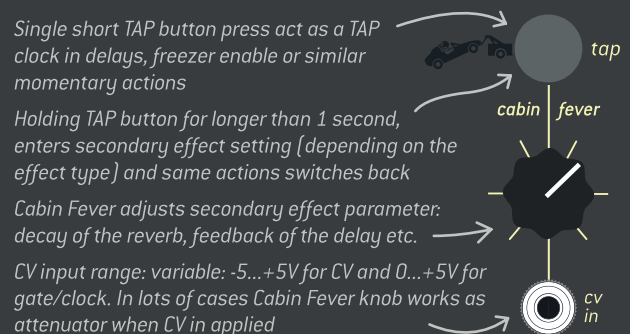 Single short TAP button press act as a TAP
clock in delays, freezer enable or similar
momentary actions
tap
Holding TAP button for longer than 1 second,
enters secondary effect setting (depending on the
effect type) and same actions switches back
cabin fever
Cabin Fever adjusts secondary effect parameter:
decay of the reverb, feedback of the delay etc.
CV input range: variable: -5...+5V for CV and 0...+5V for
gate/clock. In lots of cases Cabin Fever knob works as
attenuator when CV in applied
cv
in